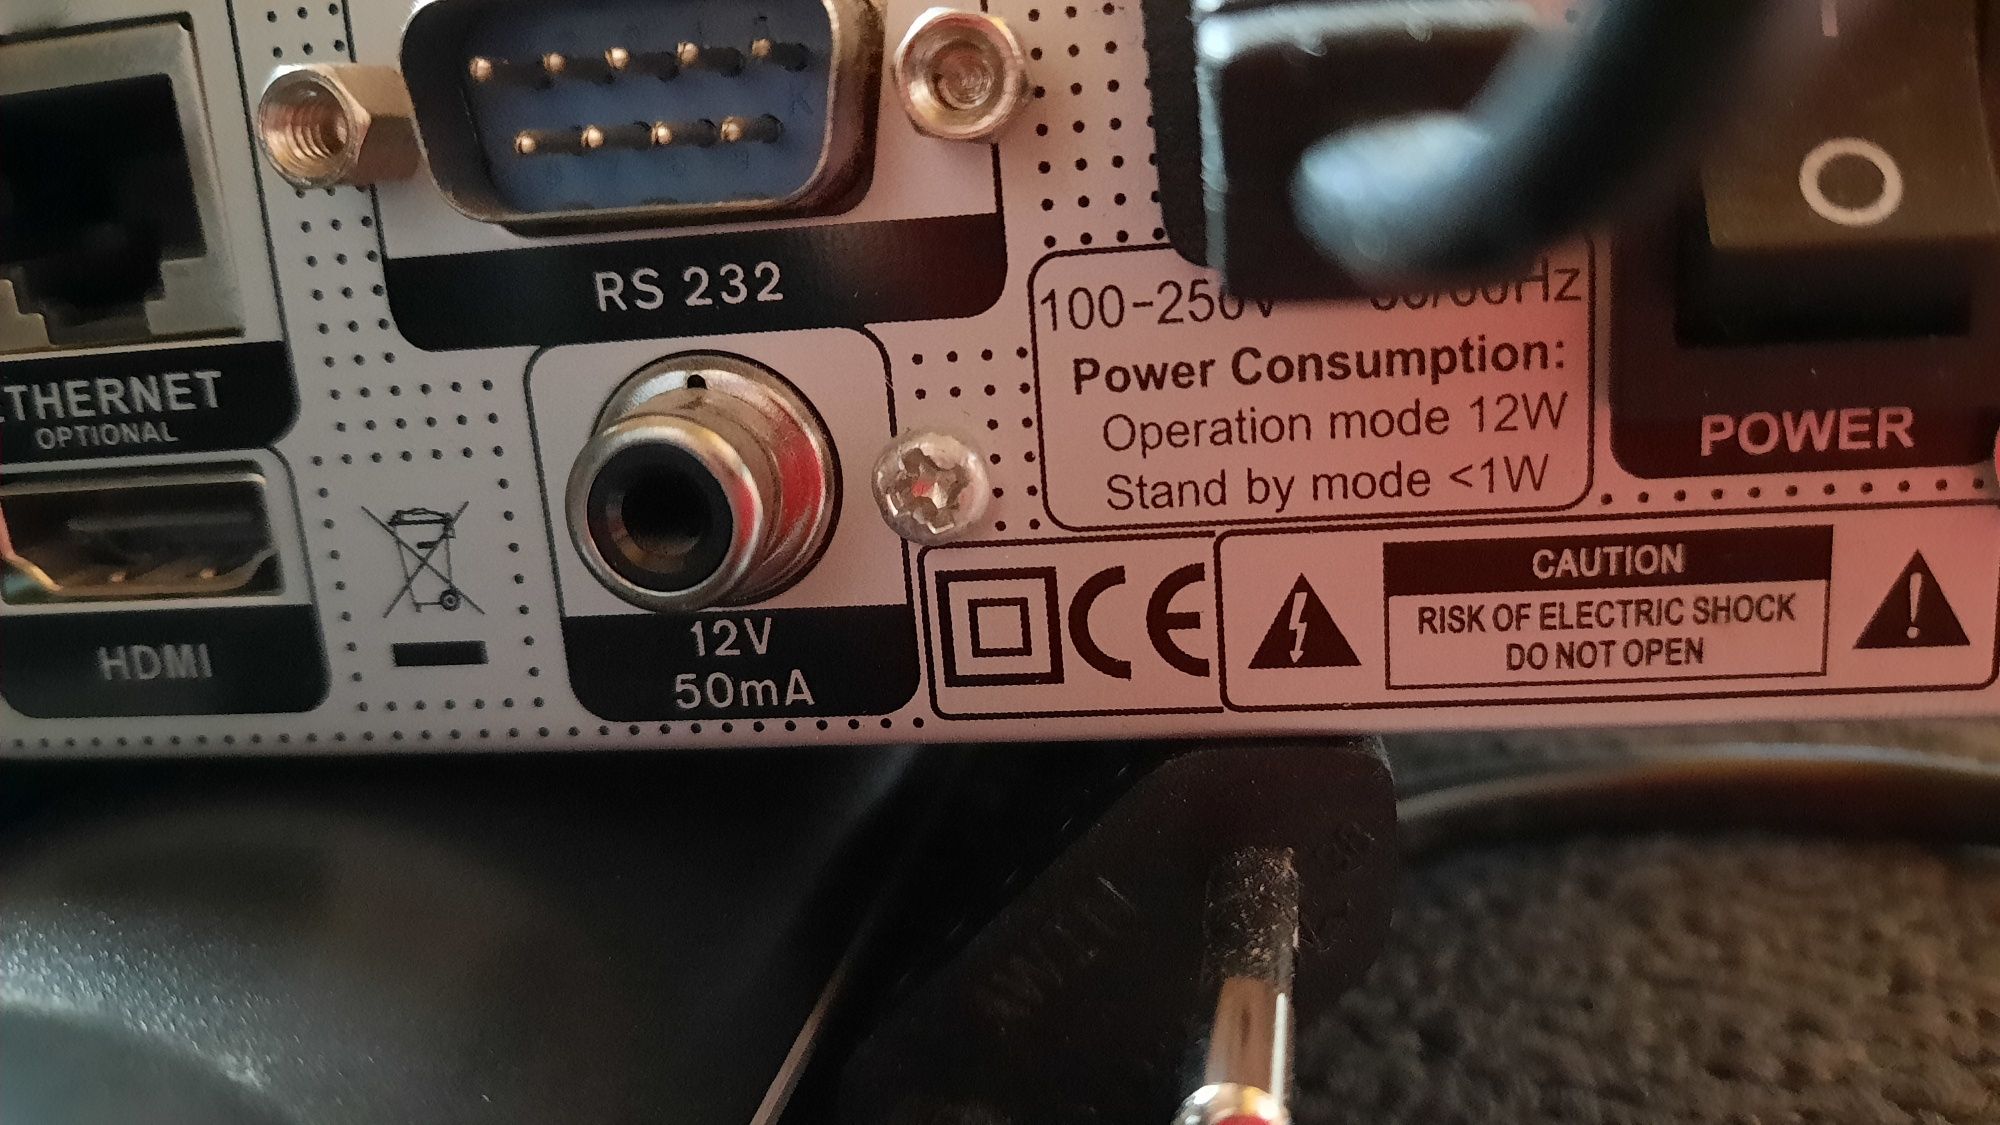 RS 232
100-250V
Hz
Power Consumption:
Operation mode 12W
Stand by mode <1W
POWER
THERNET
OPTIONAL
HDMI
12V
50mA
CE
CAUTION
RISK OF ELECTRIC SHOCK
DO NOT OPEN